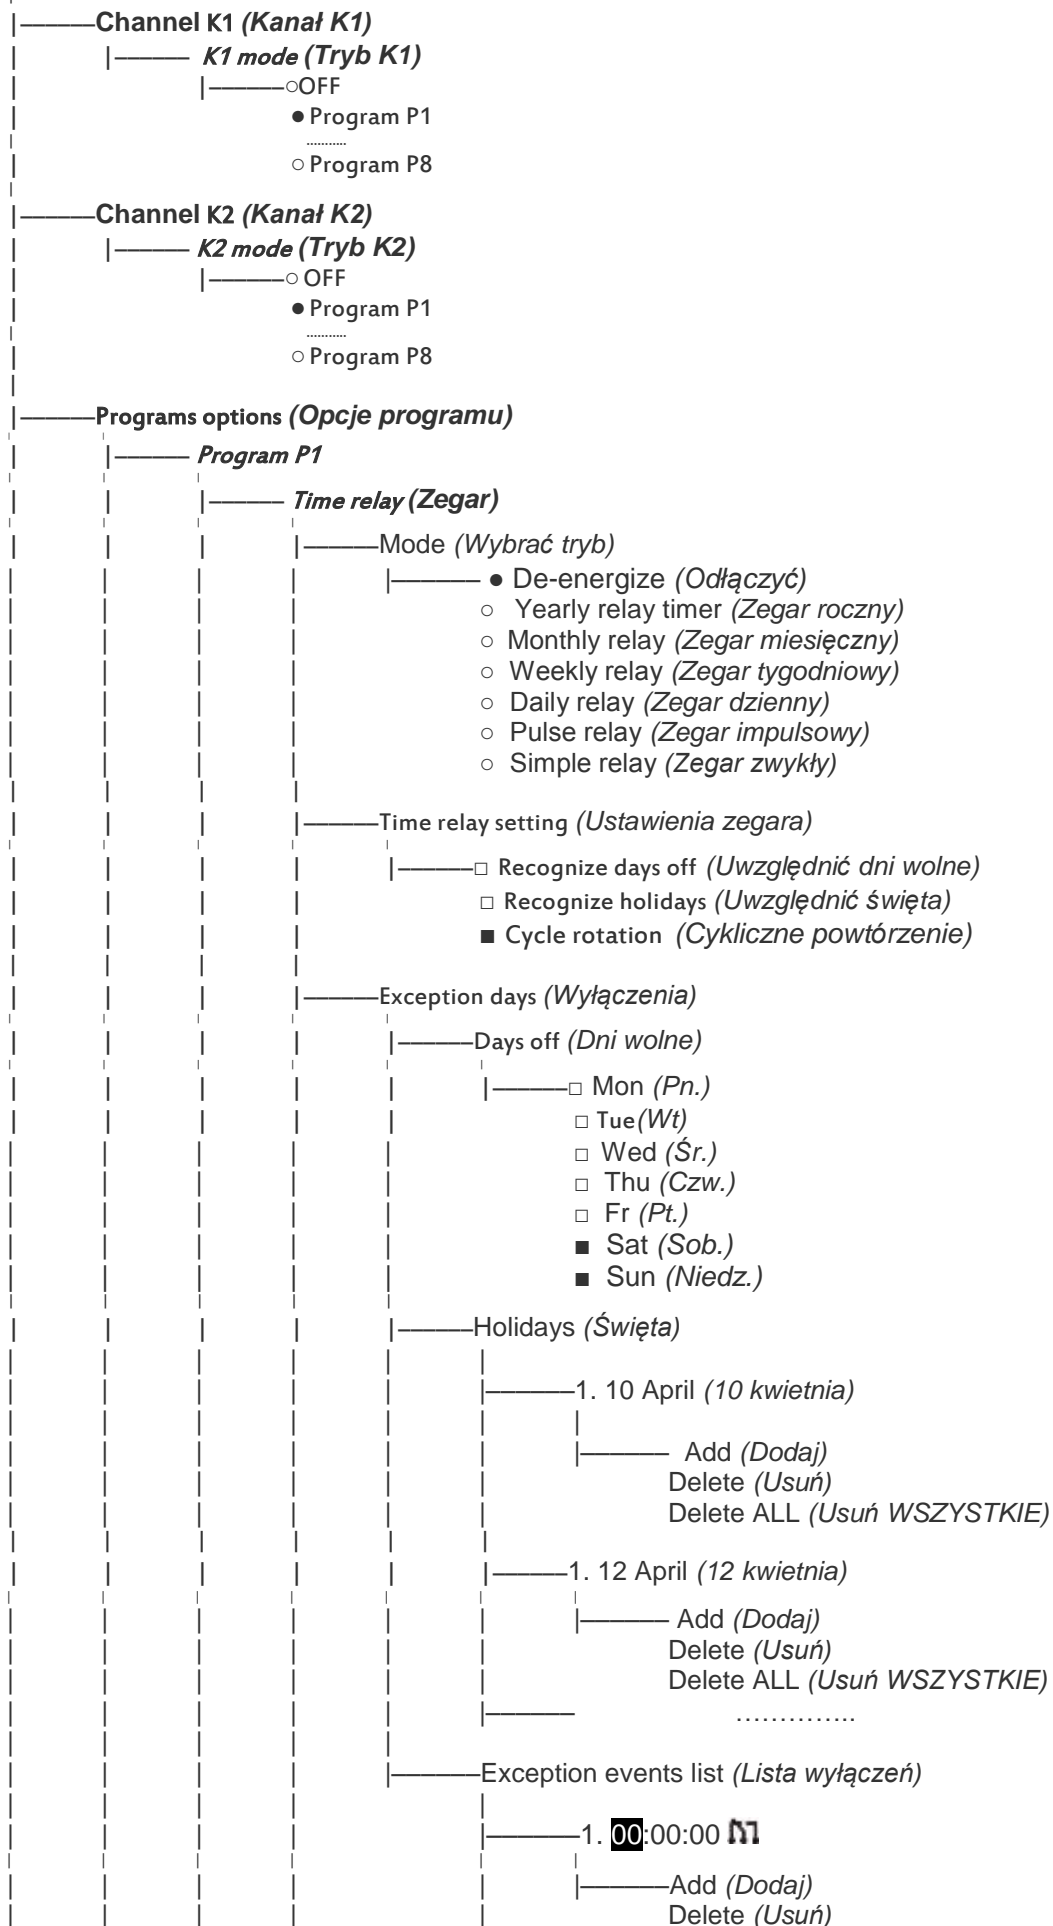 Channel K1 (Kanał K1)
K1 mode (Tryb K1)
○OFF
● Program P1
...........
○ Program P8
Channel K2 (Kanał K2)
K2 mode (Tryb K2)
○ OFF
● Program P1
...........
○ Program P8
Programs options (Opcje programu)
Program P1
Time relay (Zegar)
Mode (Wybrać tryb)
● De-energize (Odłączyć)
○ Yearly relay timer (Zegar roczny)
○ Monthly relay (Zegar miesięczny)
○ Weekly relay (Zegar tygodniowy)
○ Daily relay (Zegar dzienny)
○ Pulse relay (Zegar impulsowy)
○ Simple relay (Zegar zwykły)
Time relay setting (Ustawienia zegara)
□ Recognize days off (Uwzględnić dni wolne)
□ Recognize holidays (Uwzględnić święta)
■ Cycle rotation (Cykliczne powtórzenie)
Exception days (Wyłączenia)
Days off (Dni wolne)
□ Mon (Pn.)
□ Tue(Wt)
□ Wed (Śr.)
□ Thu (Czw.)
□ Fr (Pt.)
■ Sat (Sob.)
■ Sun (Niedz.)
Holidays (Święta)
1. 10 April (10 kwietnia)
Add (Dodaj)
Delete (Usuń)
Delete ALL (Usuń WSZYSTKIE)
1. 12 April (12 kwietnia)
Add (Dodaj)
Delete (Usuń)
Delete ALL (Usuń WSZYSTKIE)
…………..
Exception events list (Lista wyłączeń)
1. 00:00:00
Add (Dodaj)
Delete (Usuń)